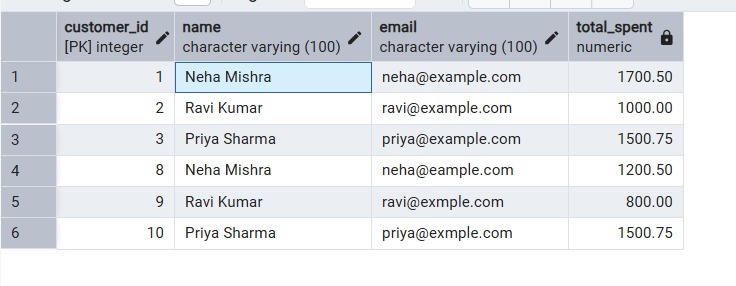 customer_id name email total_spent
[PK] integer character varying (100) character varying (100) numeric
1 1 Neha Mishra neha@example.com 1700.50
2 2 Ravi Kumar ravi@example.com 1000.00
3 3 Priya Sharma priya@example.com 1500.75
4 8 Neha Mishra neha@eample.com 1200.50
5 9 Ravi Kumar ravi@exmple.com 800.00
6 10 Priya Sharma priya@exmple.com 1500.75